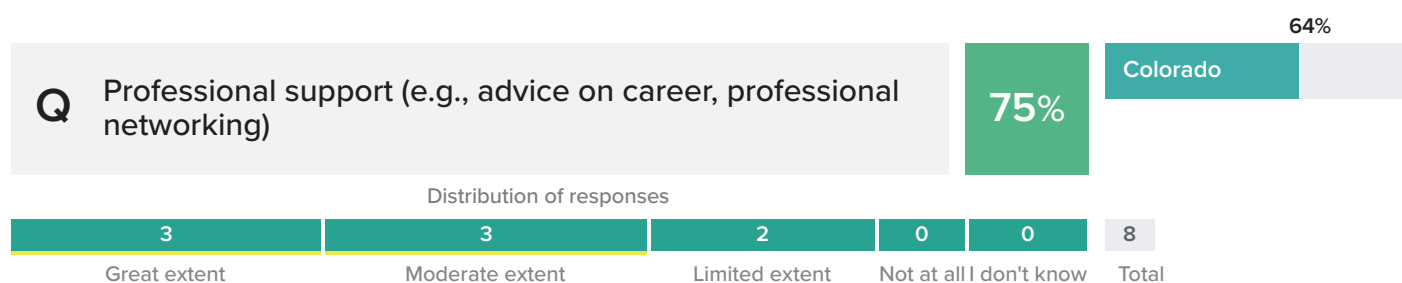 64%
Q
Professional support (e.g., advice on career, professional
networking)
75%
Colorado
Distribution of responses
3 3 2 0 0 8
Great extent Moderate extent Limited extent Not at all I don't know Total